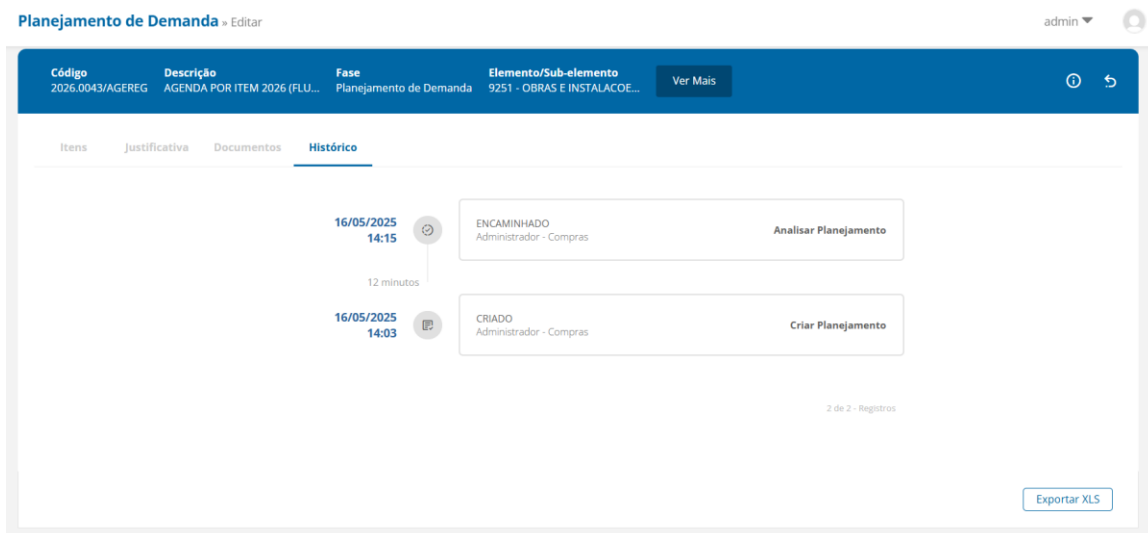 Planejamento de Demanda » Editar
admin
Código
2026.0043/AGEREG
Descrição
AGENDA POR ITEM 2026 (FLU...
Fase
Planejamento de Demanda
Elemento/Sub-elemento
9251 - OBRAS E INSTALACOE...
Ver Mais
Itens
Justificativa
Documentos
Histórico
16/05/2025
14:15
ENCAMINHADO
Administrador - Compras
Analisar Planejamento
12 minutos
16/05/2025
14:03
CRIADO
Administrador - Compras
Criar Planejamento
2 de 2 - Registros
Exportar XLS